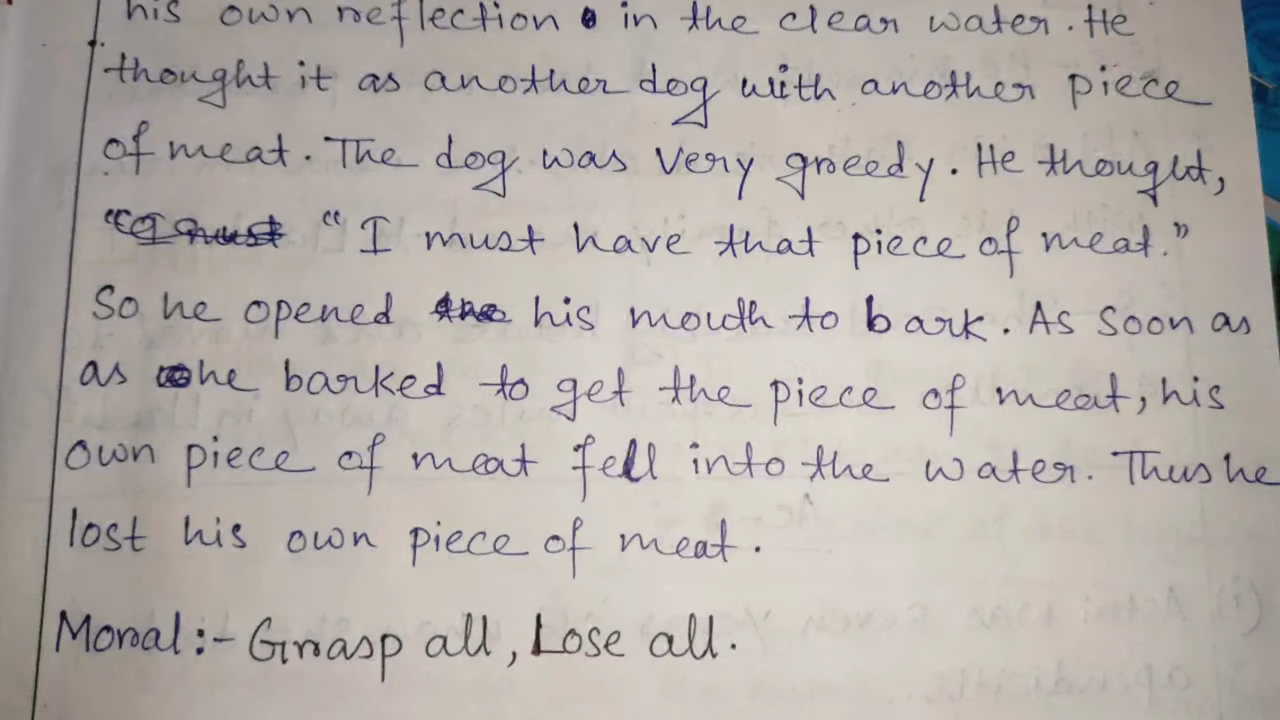 his own reflection in the clear water. He
thought it as another dog with another piece
of meat. The dog was very greedy. He thought,
"I must "I must have that piece of meat."
So he opened the his mouth to bark. As soon as
as he barked to get the piece of meat, his
own piece of meat fell into the water. Thus he
lost his own piece of meat.
Moral:- Grasp all, Lose all.